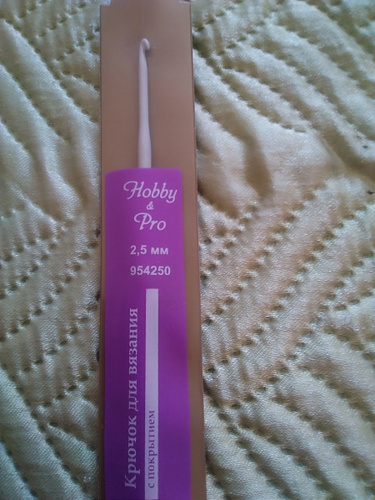 Hobby
&
Pro
2,5 мм
954250
Крючок для вязания
с покрытием